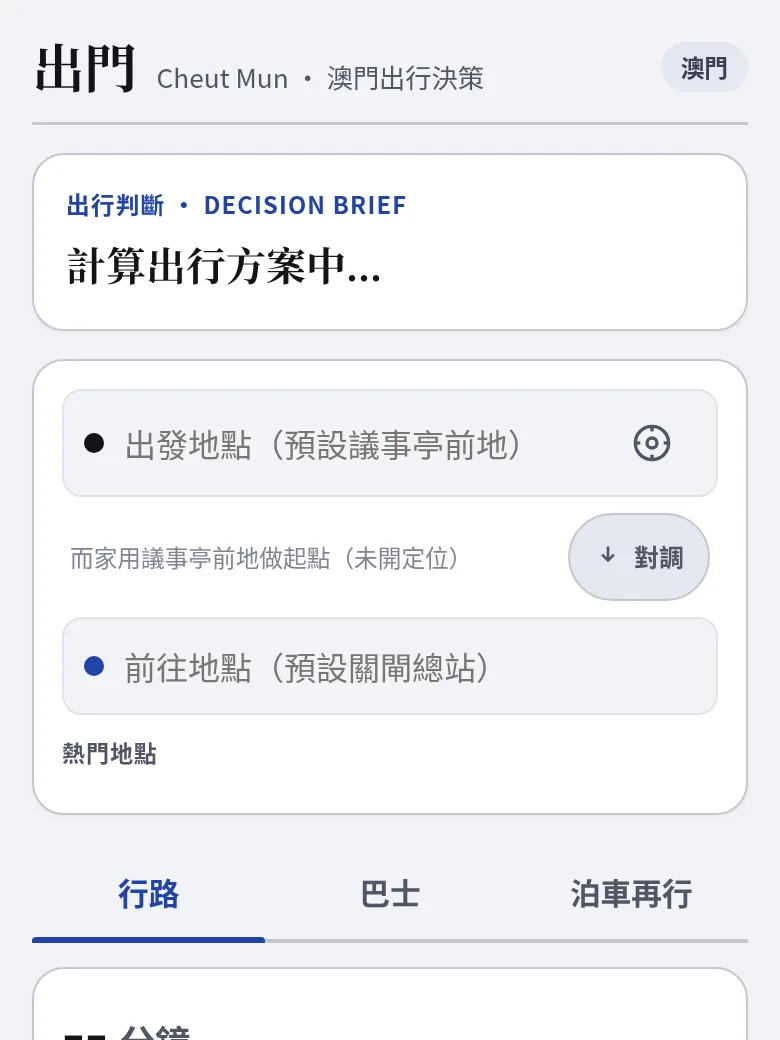 出門 Cheut Mun • 澳門出行決策
澳門
出行判斷 • DECISION BRIEF
計算出行方案中...
出發地點（預設議事亭前地）
而家用議事亭前地做起點（未開定位）
對調
前往地點（預設關閘總站）
熱門地點
行路
巴士
泊車再行
-- 分鐘